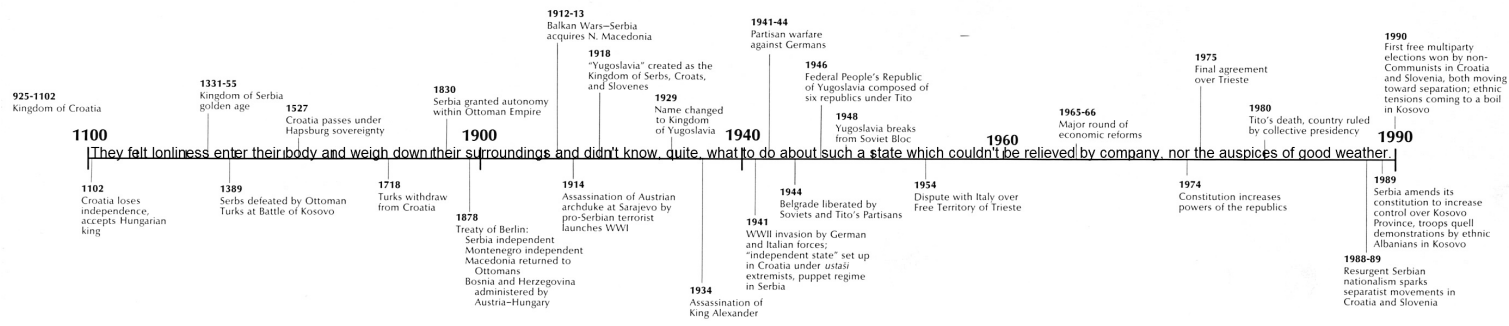 925-1102
Kingdom of Croatia
1331-55
Kingdom of Serbia
golden age
1527
Croatia passes under
Hapsburg sovereignty
1830
Serbia granted autonomy
within Ottoman Empire
1912-13
Balkan Wars—Serbia
acquires N. Macedonia
1918
"Yugoslavia" created as the
Kingdom of Serbs, Croats,
and Slovenes
1929
Name changed
to Kingdom
of Yugoslavia
1941-44
Partisan warfare
against Germans
1946
Federal People's Republic
of Yugoslavia composed of
six republics under Tito
1948
Yugoslavia breaks
from Soviet Bloc
1965-66
Major round of
economic reforms
1975
Final agreement
over Trieste
1980
Tito's death, country ruled
by collective presidency
1990
First free multiparty
elections won by non-
Communists in Croatia
and Slovenia, both moving
toward separation; ethnic
tensions coming to a boil
in Kosovo
1100
1900
1940
1960
1990
They felt lonliness enter their body and weigh down their surroundings and didn't know, quite, what to do about such a state which couldn't be relieved by company, nor the auspices of good weather.
1102
Croatia loses
independence,
accepts Hungarian
king
1389
Serbs defeated by Ottoman
Turks at Battle of Kosovo
1718
Turks withdraw
from Croatia
1878
Treaty of Berlin:
Serbia independent
Montenegro independent
Macedonia returned to
Ottomans
Bosnia and Herzegovina
administered by
Austria-Hungary
1914
Assassination of Austrian
archduke at Sarajevo by
pro-Serbian terrorist
launches WWI
1934
Assassination of
King Alexander
1941
WWII invasion by German
and Italian forces;
"independent state" set up
in Croatia under ustaši
extremists, puppet regime
in Serbia
1944
Belgrade liberated by
Soviets and Tito's Partisans
1954
Dispute with Italy over
Free Territory of Trieste
1974
Constitution increases
powers of the republics
1988-89
Resurgent Serbian
nationalism sparks
separatist movements in
Croatia and Slovenia
1989
Serbia amends its
constitution to increase
control over Kosovo
Province, troops quell
demonstrations by ethnic
Albanians in Kosovo